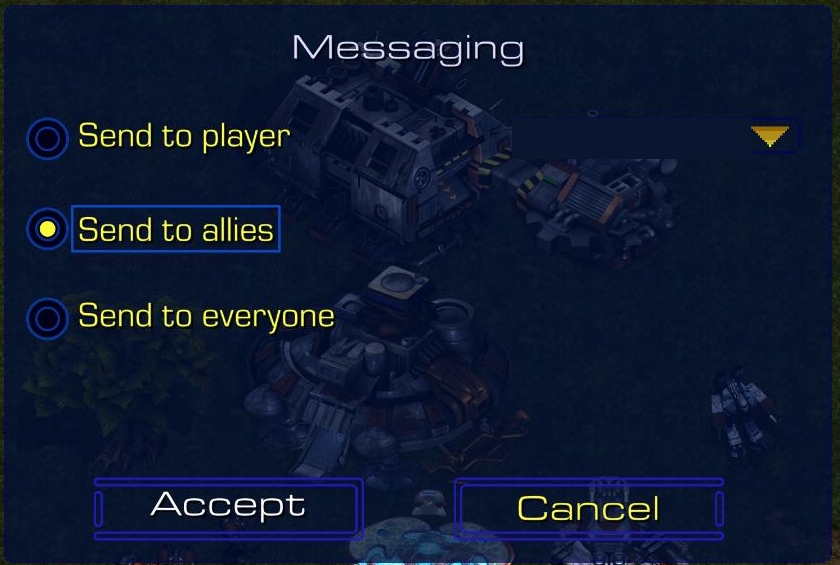 Messaging
Send to player
Send to allies
Send to everyone
Accept
Cancel